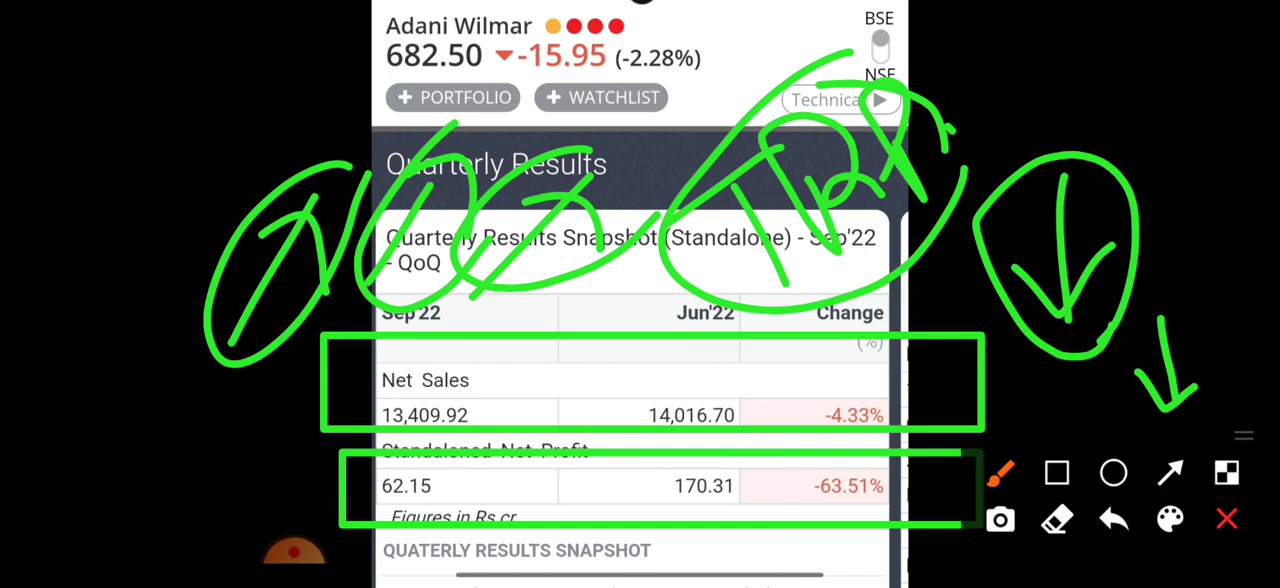 Adani Wilmar
BSE
682.50 -15.95 (-2.28%)
NSE
+ PORTFOLIO + WATCHLIST
Technica
Quarterly Results
Quarterly Results Snapshot (Standalone) - Sep'22
- QoQ
Sep'22 Jun'22 Change
(%)
Net Sales
13,409.92 14,016.70 -4.33%
Standaloned Net Profit
62.15 170.31 -63.51%
Figures in Rs cr
QUATERLY RESULTS SNAPSHOT